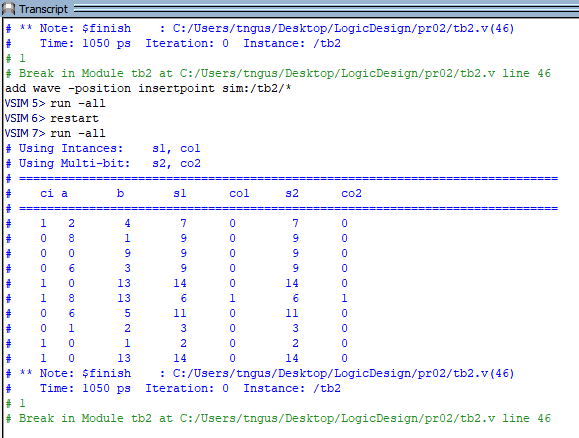 Transcript
# ** Note: $finish    : C:/Users/tngus/Desktop/LogicDesign/pr02/tb2.v(46)
#    Time: 1050 ps  Iteration: 0  Instance: /tb2
# 1
# Break in Module tb2 at C:/Users/tngus/Desktop/LogicDesign/pr02/tb2.v line 46
add wave -position insertpoint sim:/tb2/*
VSIM 5> run -all
VSIM 6> restart
VSIM 7> run -all
# Using Intances:    s1, co1
# Using Multi-bit:   s2, co2
# =============================================================
#    ci a       b       s1      co1     s2      co2
# =============================================================
#    1   2       4       7       0       7       0
#    0   8       1       9       0       9       0
#    0   0       9       9       0       9       0
#    0   6       3       9       0       9       0
#    1   0      13      14       0      14       0
#    1   8      13       6       1       6       1
#    0   6       5      11       0      11       0
#    0   1       2       3       0       3       0
#    1   0       1       2       0       2       0
#    1   0      13      14       0      14       0
# ** Note: $finish    : C:/Users/tngus/Desktop/LogicDesign/pr02/tb2.v(46)
#    Time: 1050 ps  Iteration: 0  Instance: /tb2
# 1
# Break in Module tb2 at C:/Users/tngus/Desktop/LogicDesign/pr02/tb2.v line 46